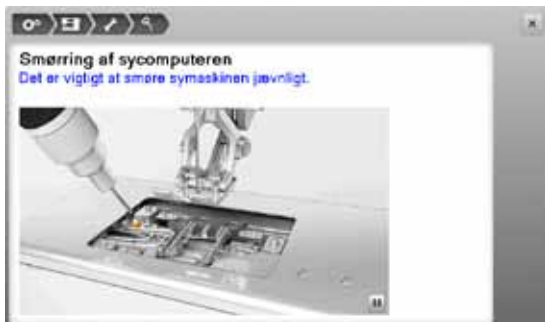 Smørring af sycomputeren
Det er vigtigt at smøre symaskinen jævnligt.